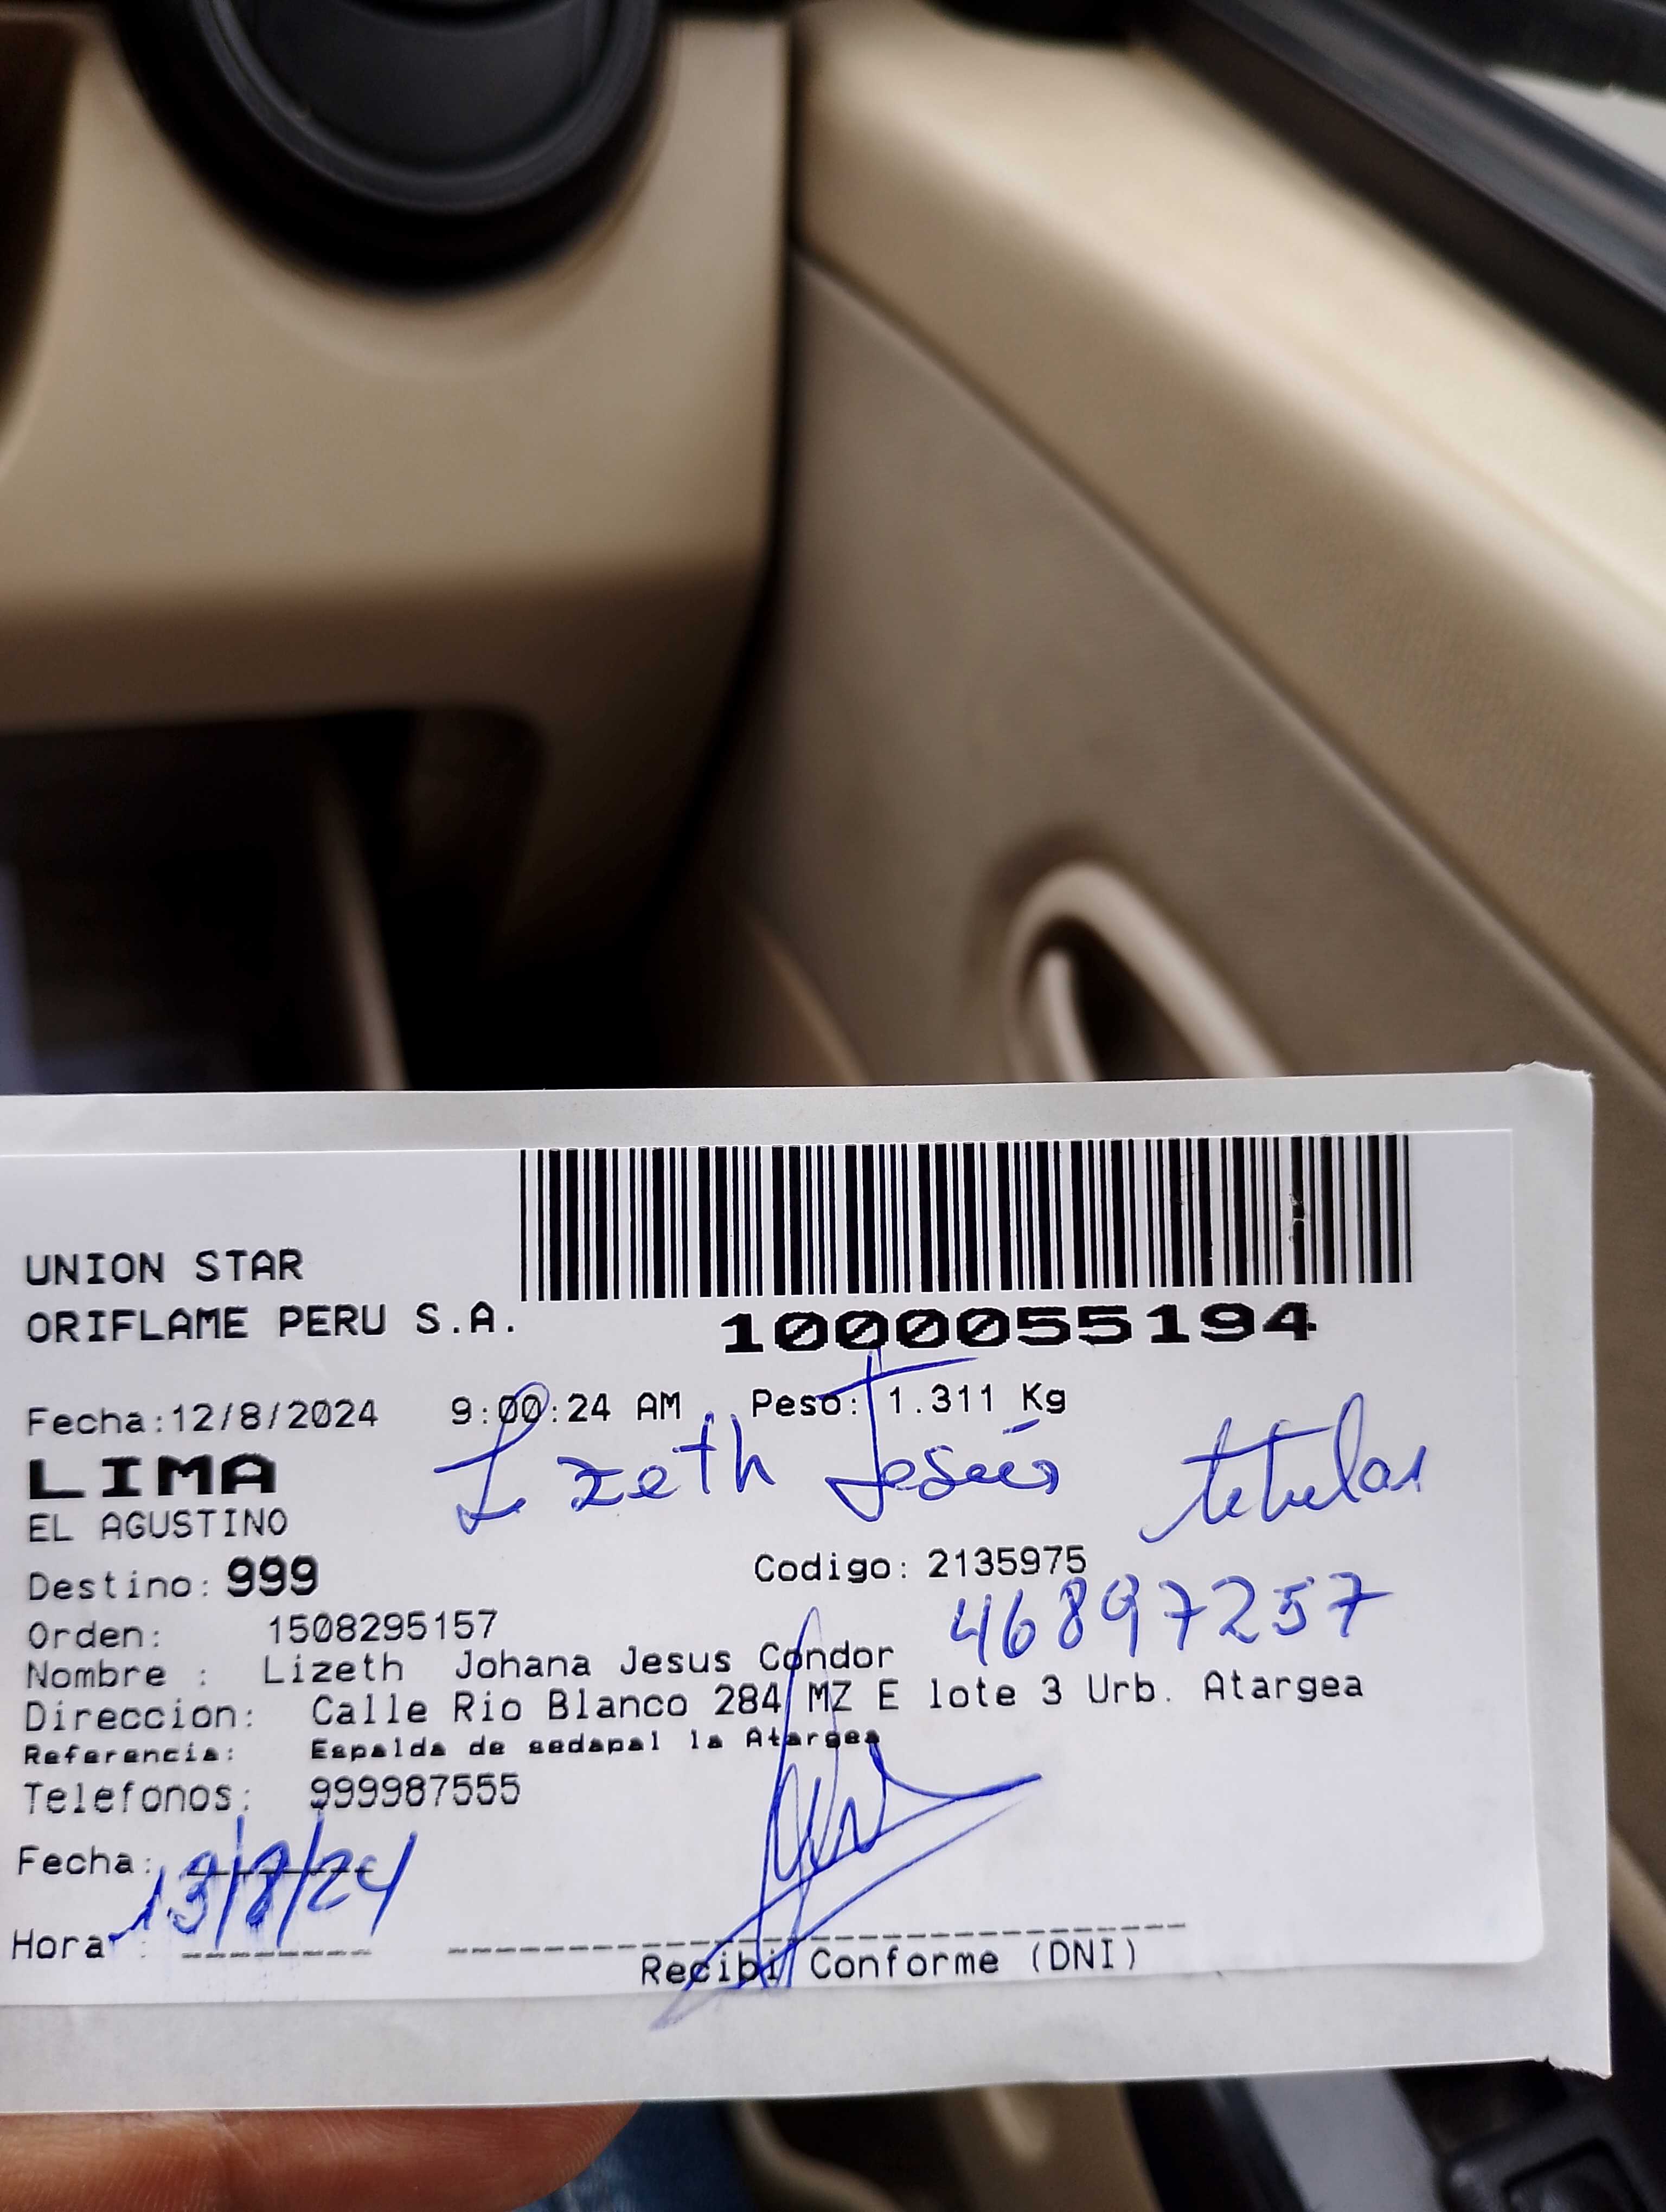 UNION STAR
ORIFLAME PERU S.A.
1000055194
Fecha:12/8/2024 9:00:24 AM Peso: 1.311 Kg
LIMA
Lizeth Jesús titular
EL AGUSTINO
Destino: 999
Codigo: 2135975
46897257
Orden: 1508295157
Nombre : Lizeth Johana Jesus Condor
Direccion: Calle Rio Blanco 284 MZ E lote 3 Urb. Atargea
Referencia: Espalda de sedapal la Atargea
Telefonos: 999987555
Fecha: 13/8/24
Hora :
Recibi Conforme (DNI)